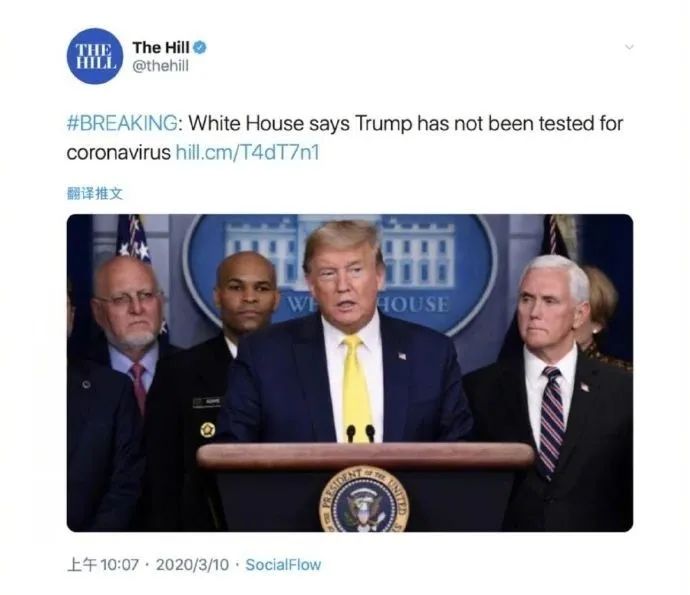 THE
HILL
The Hill
@thehill
#BREAKING: White House says Trump has not been tested for
coronavirus hill.cm/T4dT7n1
翻译推文
HOUSE
PRESIDENT OF THE UNITED
上午10:07 · 2020/3/10 · SocialFlow